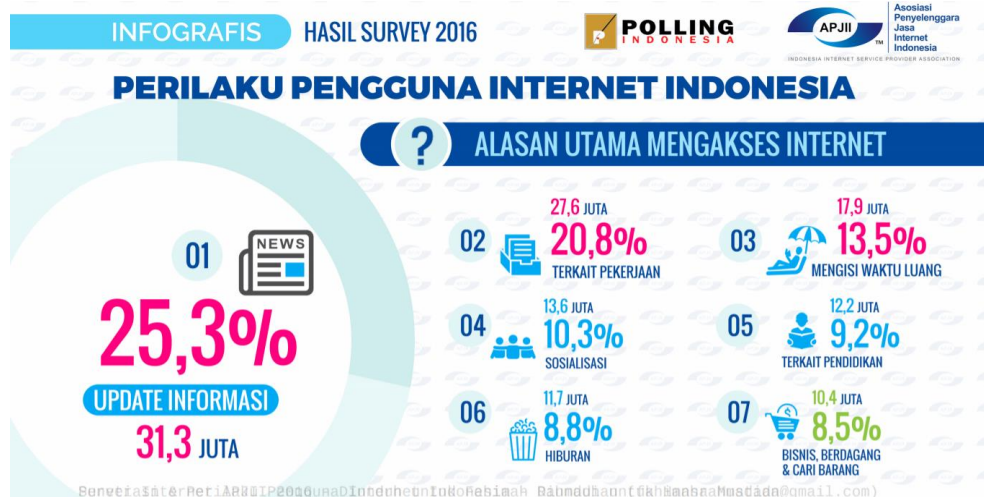 INFOGRAFIS
HASIL SURVEY 2016
POLLING
INDONESIA
APJII
TM
Asosiasi
Penyelenggara
Jasa
Internet
Indonesia
INDONESIA INTERNET SERVICE PROVIDER ASSOCIATION
PERILAKU PENGGUNA INTERNET INDONESIA
? ALASAN UTAMA MENGAKSES INTERNET
01
NEWS
25,3%
UPDATE INFORMASI
31,3 JUTA
02
27,6 JUTA
20,8%
TERKAIT PEKERJAAN
03
17,9 JUTA
13,5%
MENGISI WAKTU LUANG
04
13,6 JUTA
10,3%
SOSIALISASI
05
12,2 JUTA
9,2%
TERKAIT PENDIDIKAN
06
11,7 JUTA
8,8%
HIBURAN
07
10,4 JUTA
8,5%
BISNIS, BERDAGANG
& CARI BARANG